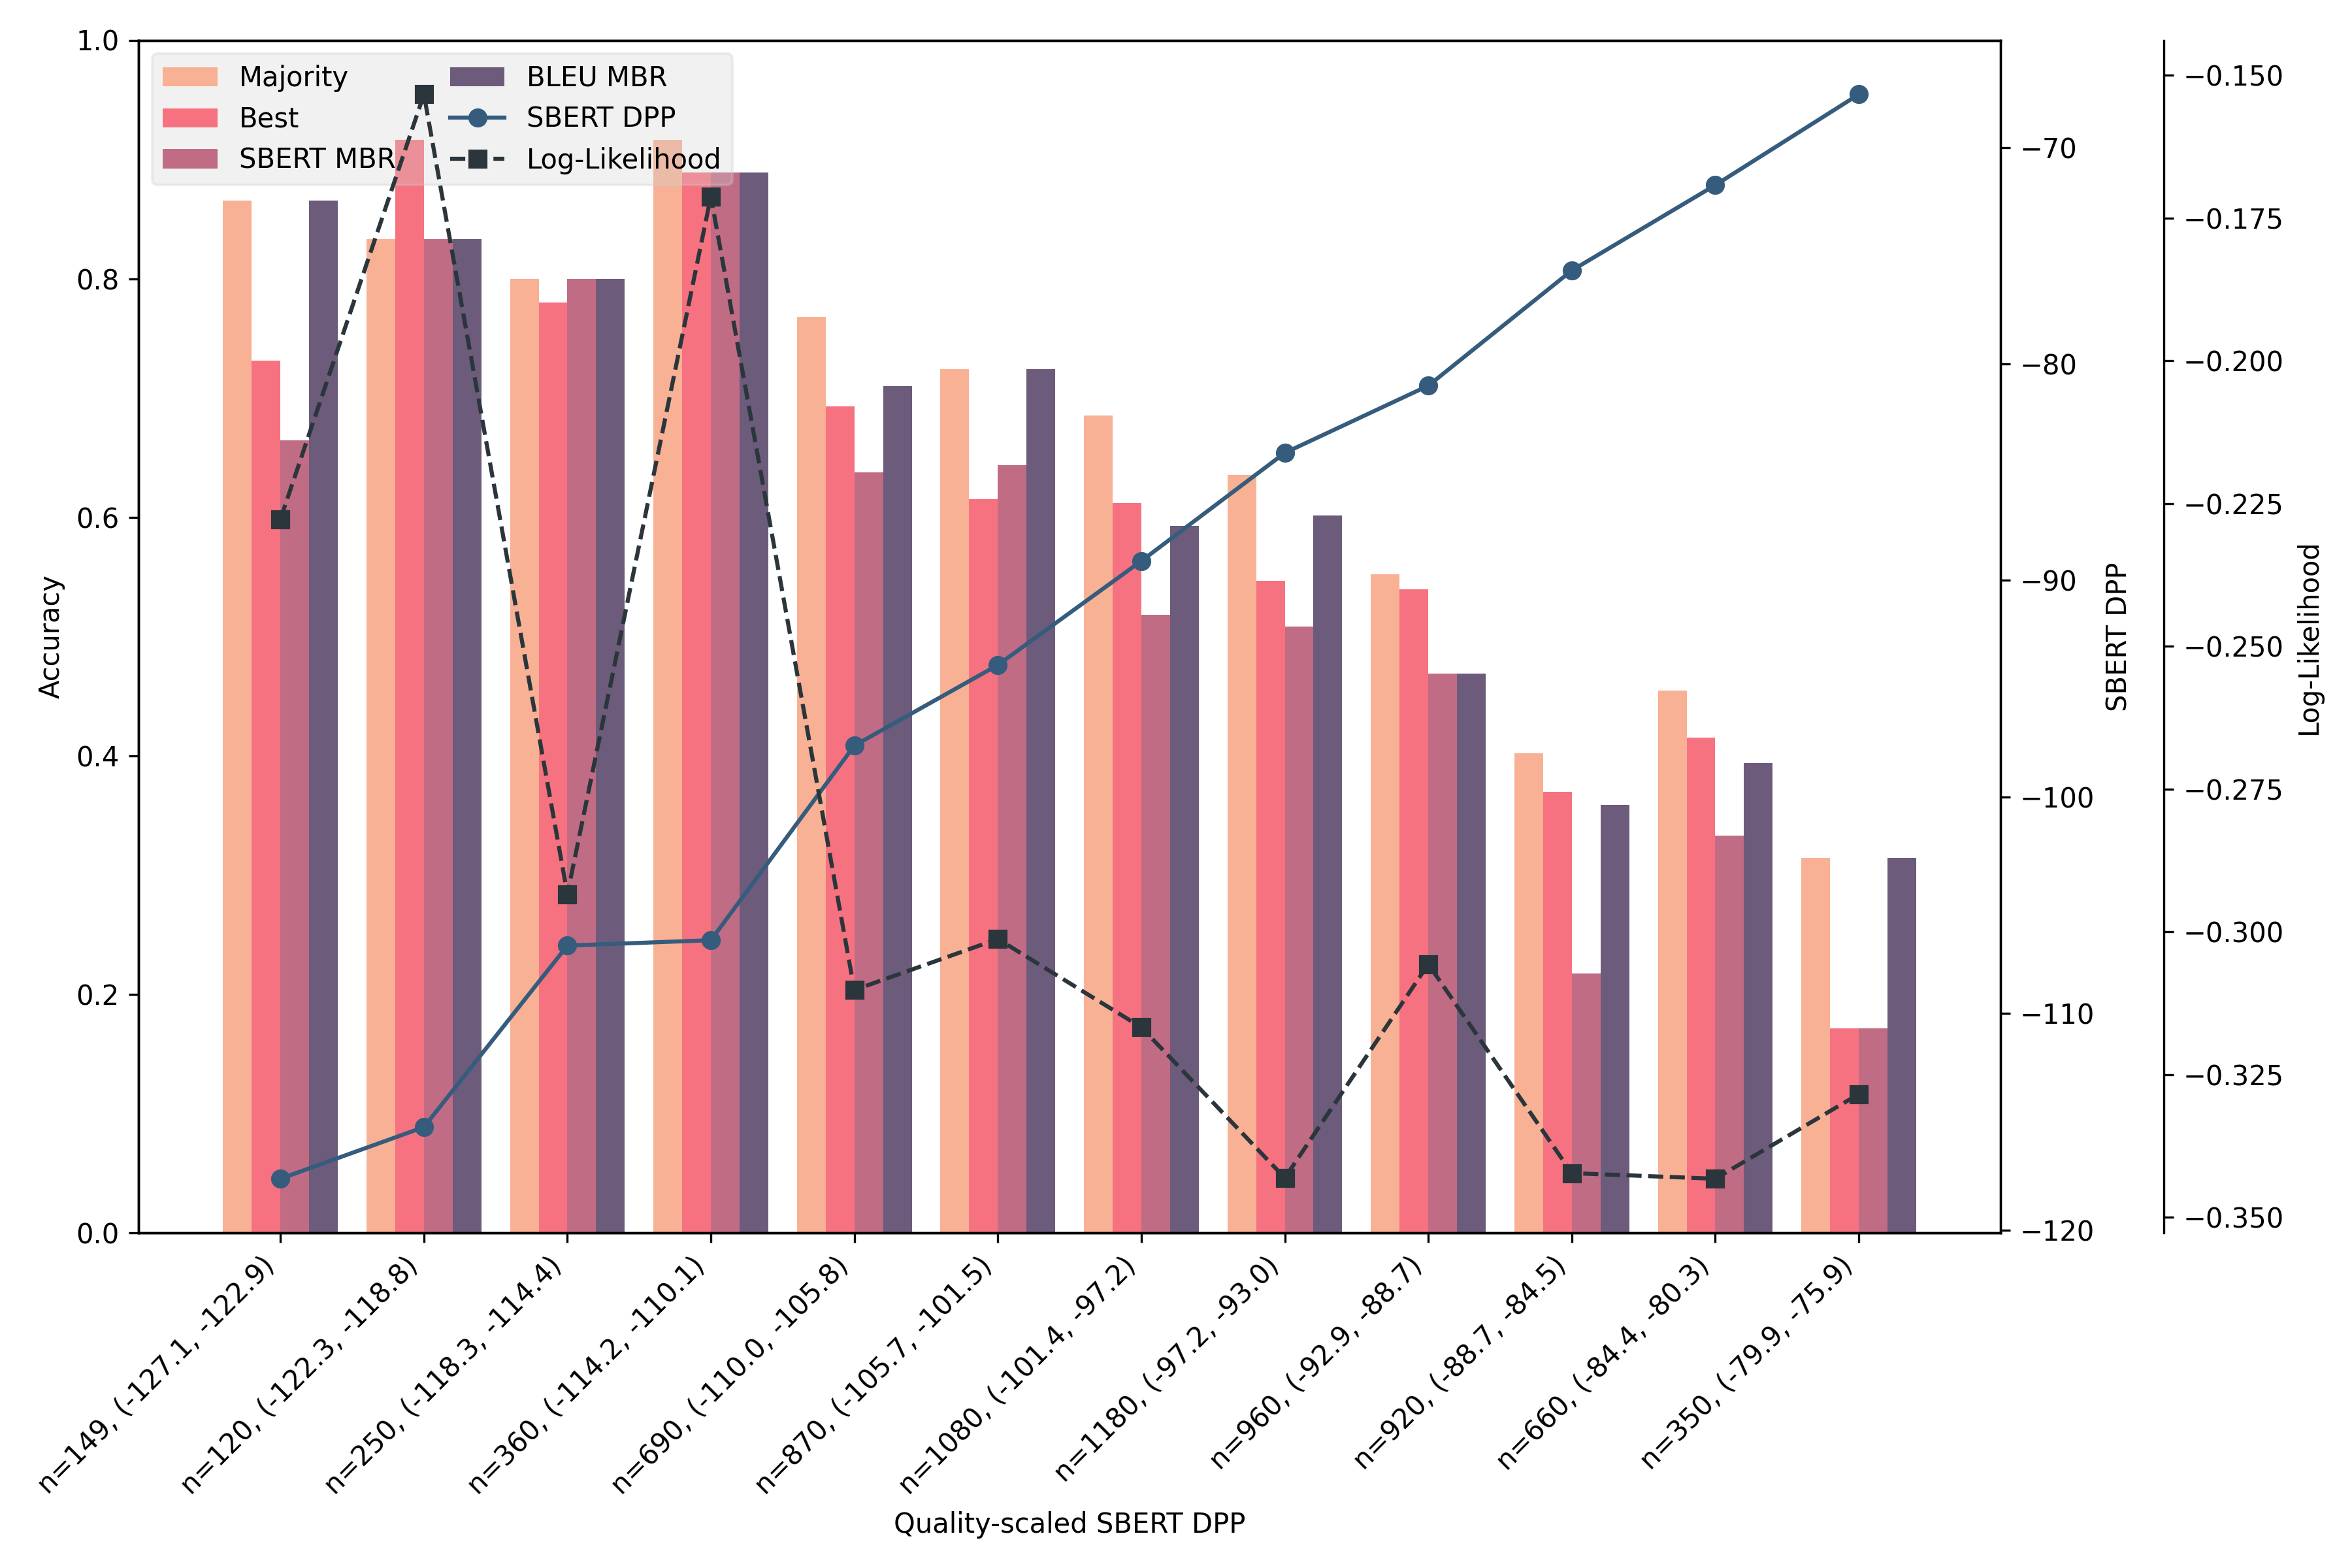 Majority
Best
SBERT MBR
BLEU MBR
SBERT DPP
Log-Likelihood
1.0
0.8
0.6
0.4
0.2
0.0
Accuracy
−70
−80
−90
−100
−110
−120
SBERT DPP
−0.150
−0.175
−0.200
−0.225
−0.250
−0.275
−0.300
−0.325
−0.350
Log-Likelihood
n=149, (-127.1, -122.9)
n=120, (-122.3, -118.8)
n=250, (-118.3, -114.4)
n=360, (-114.2, -110.1)
n=690, (-110.0, -105.8)
n=870, (-105.7, -101.5)
n=1080, (-101.4, -97.2)
n=1180, (-97.2, -93.0)
n=960, (-92.9, -88.7)
n=920, (-88.7, -84.5)
n=660, (-84.4, -80.3)
n=350, (-79.9, -75.9)
Quality-scaled SBERT DPP